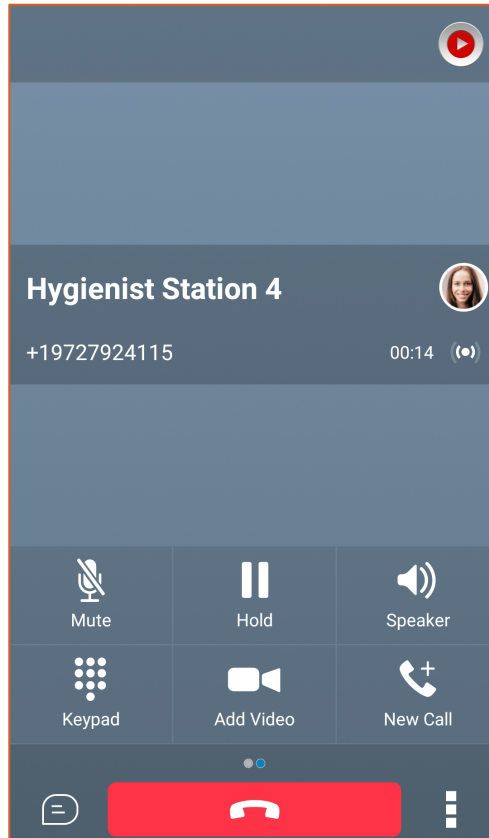 Hygienist Station 4
+19727924115 00:14
Mute Hold Speaker
Keypad Add Video New Call